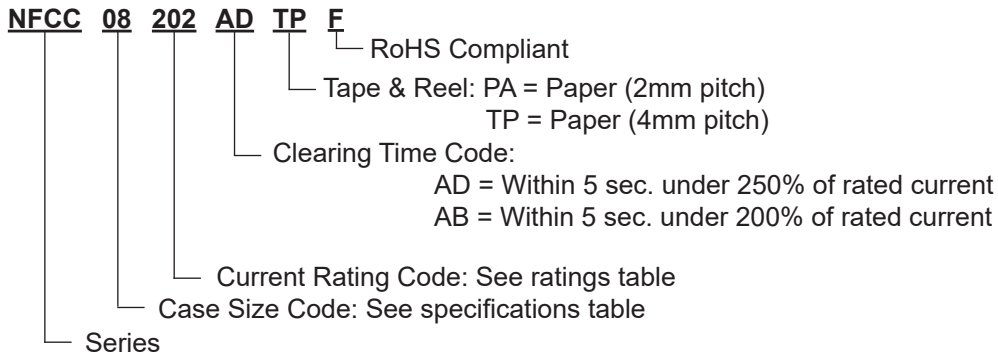 NFCC 08 202 AD TP F
RoHS Compliant
Tape & Reel: PA = Paper (2mm pitch)
TP = Paper (4mm pitch)
Clearing Time Code:
AD = Within 5 sec. under 250% of rated current
AB = Within 5 sec. under 200% of rated current
Current Rating Code: See ratings table
Case Size Code: See specifications table
Series